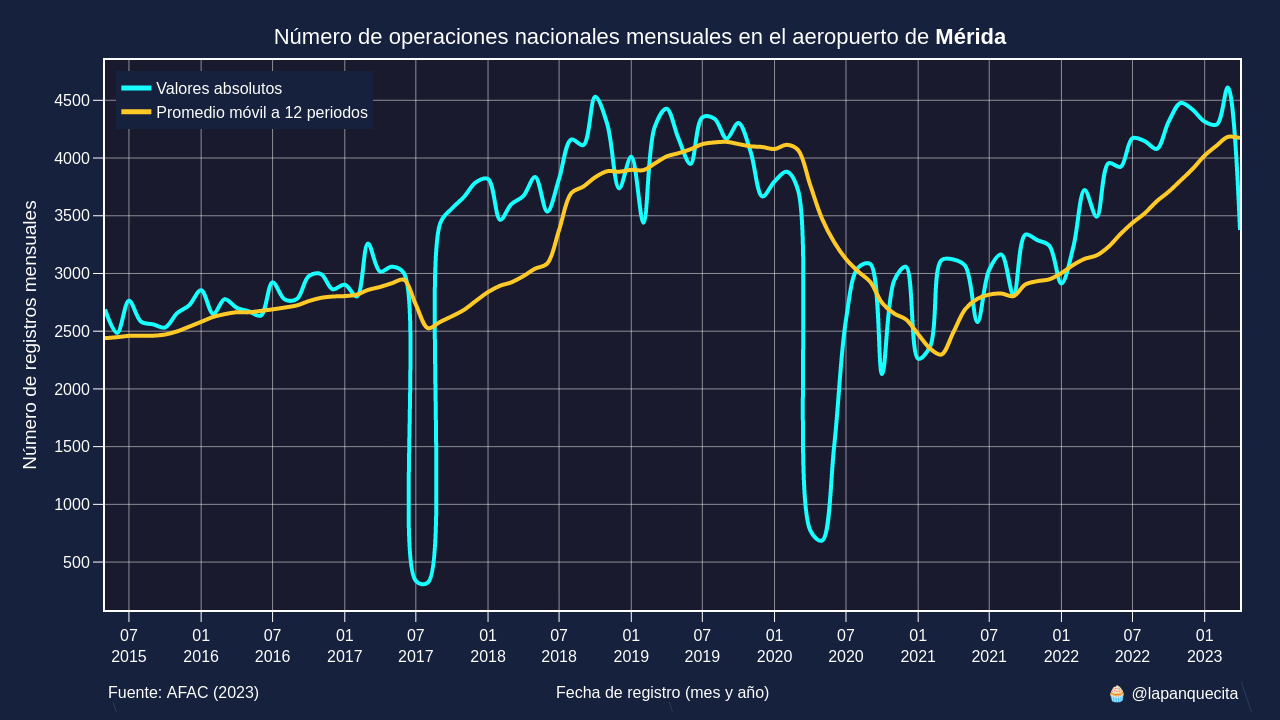 Número de operaciones nacionales mensuales en el aeropuerto de Mérida
Valores absolutos
Promedio móvil a 12 periodos
Número de registros mensuales
4500
4000
3500
3000
2500
2000
1500
1000
500
07 01 07 01 07 01 07 01 07 01 07 01 07 01 07 01
2015 2016 2016 2017 2017 2018 2018 2019 2019 2020 2020 2021 2021 2022 2022 2023
Fuente: AFAC (2023) Fecha de registro (mes y año) 🧁 @lapanquecita